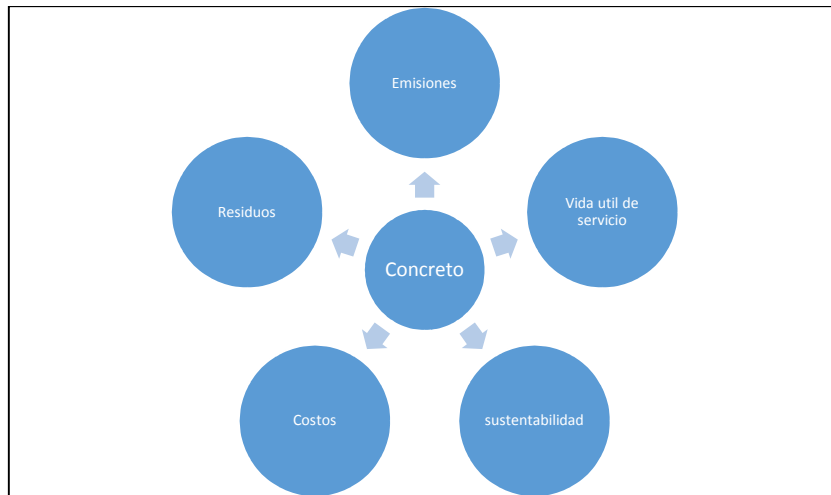 Emisiones
Vida util de
servicio
sustentabilidad
Costos
Residuos
Concreto